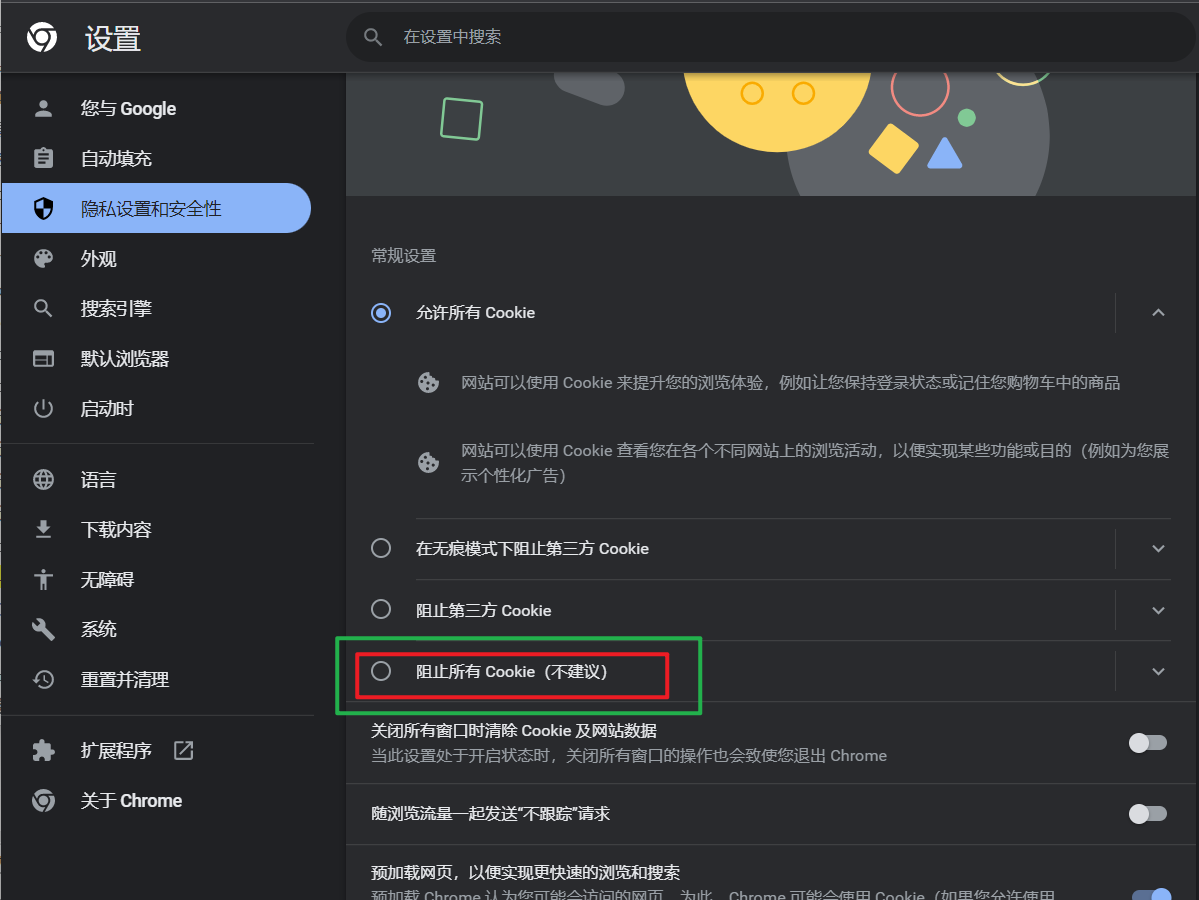 设置
在设置中搜索
您与 Google
自动填充
隐私设置和安全性
外观
搜索引擎
默认浏览器
启动时
语言
下载内容
无障碍
系统
重置并清理
扩展程序
关于 Chrome
常规设置
允许所有 Cookie
网站可以使用 Cookie 来提升您的浏览体验，例如让您保持登录状态或记住您购物车中的商品
网站可以使用 Cookie 查看您在各个不同网站上的浏览活动，以便实现某些功能或目的（例如为您展
示个性化广告）
在无痕模式下阻止第三方 Cookie
阻止第三方 Cookie
阻止所有 Cookie（不建议）
关闭所有窗口时清除 Cookie 及网站数据
当此设置处于开启状态时，关闭所有窗口的操作也会致使您退出 Chrome
随浏览流量一起发送“不跟踪”请求
预加载网页，以便实现更快速的浏览和搜索
预加载 Chrome 认为您可能会访问的网页。为此，Chrome 可能会使用 Cookie（如果您允许使用